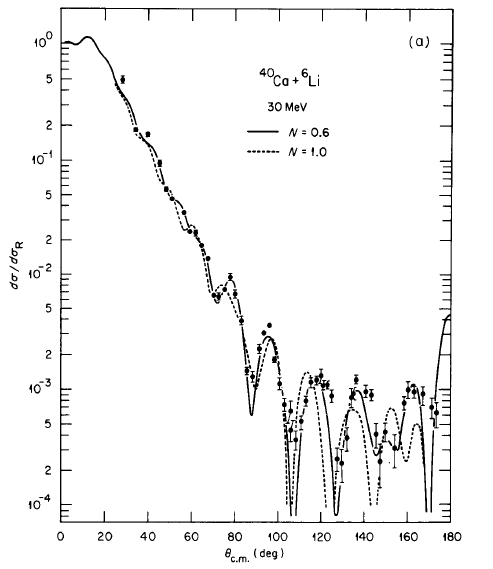 (a)
⁴⁰Ca + ⁶Li
30 MeV
N = 0.6
N = 1.0
10⁰
5
2
10⁻¹
5
2
10⁻²
5
2
10⁻³
5
2
10⁻⁴
dσ/dσR
0 20 40 60 80 100 120 140 160 180
θc.m. (deg)